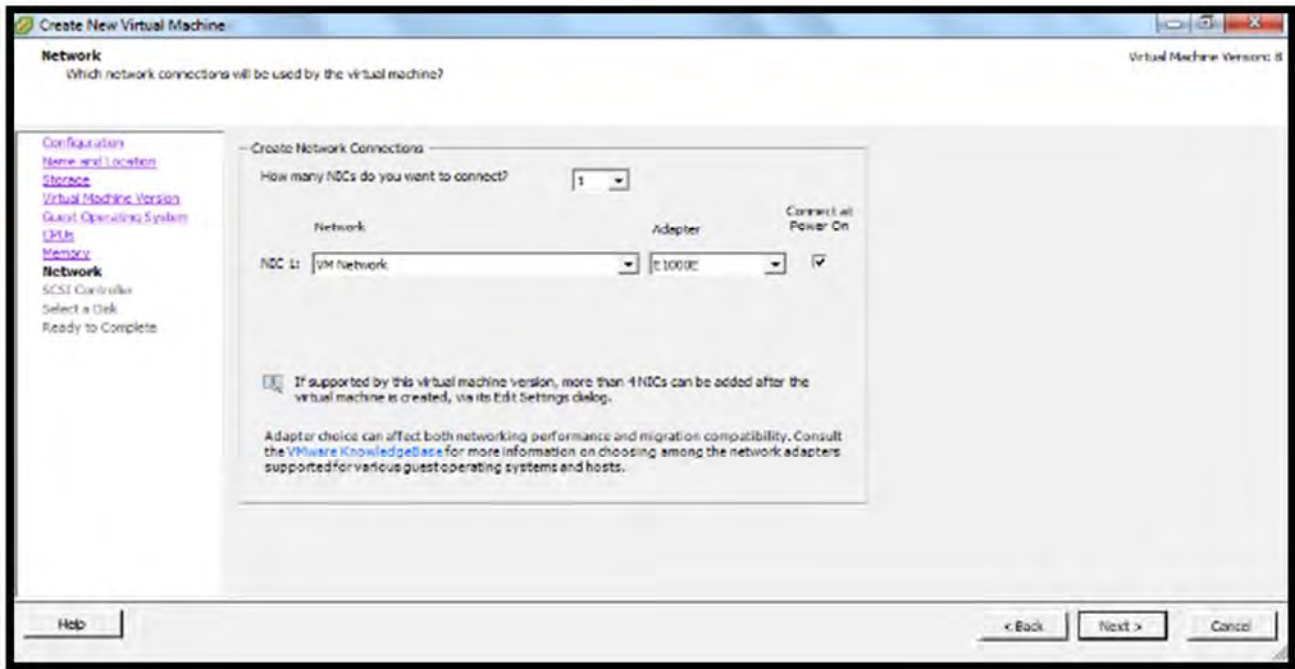 Create New Virtual Machine
Network
Which network connections will be used by the virtual machine?
Virtual Machine Version: 8
Configuration
Name and Location
Storage
Virtual Machine Version
Guest Operating System
CPUs
Memory
Network
SCSI Controller
Select a Disk
Ready to Complete
Create Network Connections
How many NICs do you want to connect?
1
Network
Adapter
Connect at
Power On
NIC 1:
VM Network
E1000E
If supported by this virtual machine version, more than 4 NICs can be added after the
virtual machine is created, via its Edit Settings dialog.
Adapter choice can affect both networking performance and migration compatibility. Consult
the VMware KnowledgeBase for more information on choosing among the network adapters
supported for various guest operating systems and hosts.
Help
< Back
Next >
Cancel